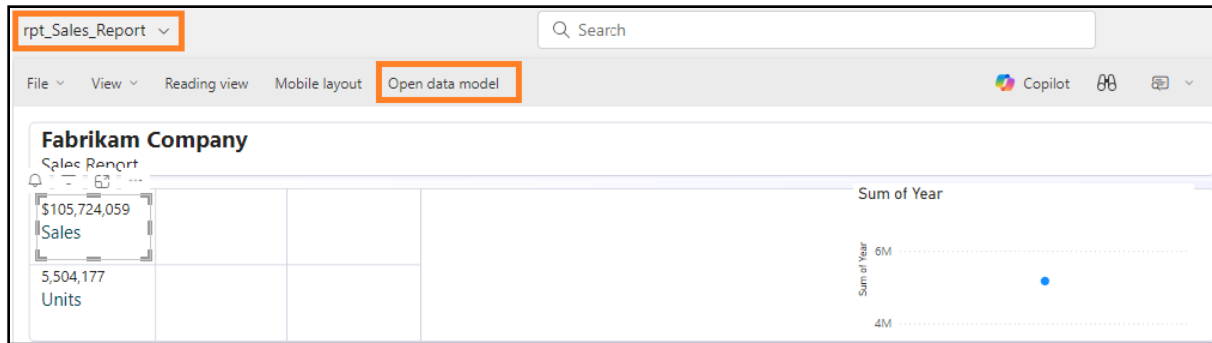 rpt_Sales_Report
Search
File View Reading view Mobile layout Open data model Copilot
Fabrikam Company
Sales Report
$105,724,059
Sales
5,504,177
Units
Sum of Year
Sum of Year
6M
4M